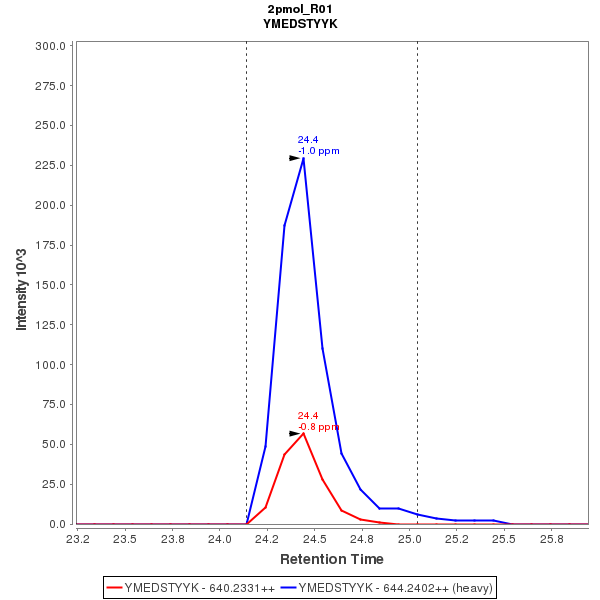 2pmol_R01
YMEDSTYYK
Intensity 10^3
300.0
275.0
250.0
225.0
200.0
175.0
150.0
125.0
100.0
75.0
50.0
25.0
0.0
24.4
-1.0 ppm
24.4
-0.8 ppm
23.2 23.5 23.8 24.0 24.2 24.5 24.8 25.0 25.2 25.5 25.8
Retention Time
YMEDSTYYK - 640.2331++ YMEDSTYYK - 644.2402++ (heavy)